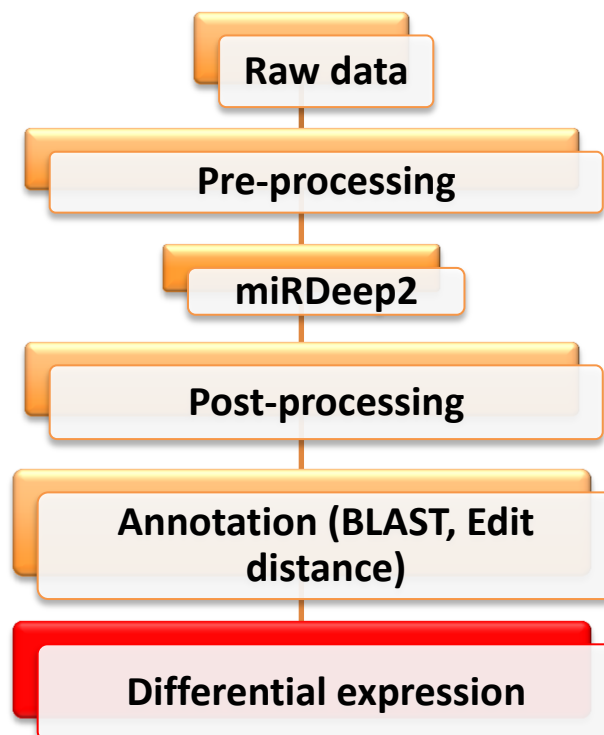 Raw data
Pre-processing
miRDeep2
Post-processing
Annotation (BLAST, Edit
distance)
Differential expression